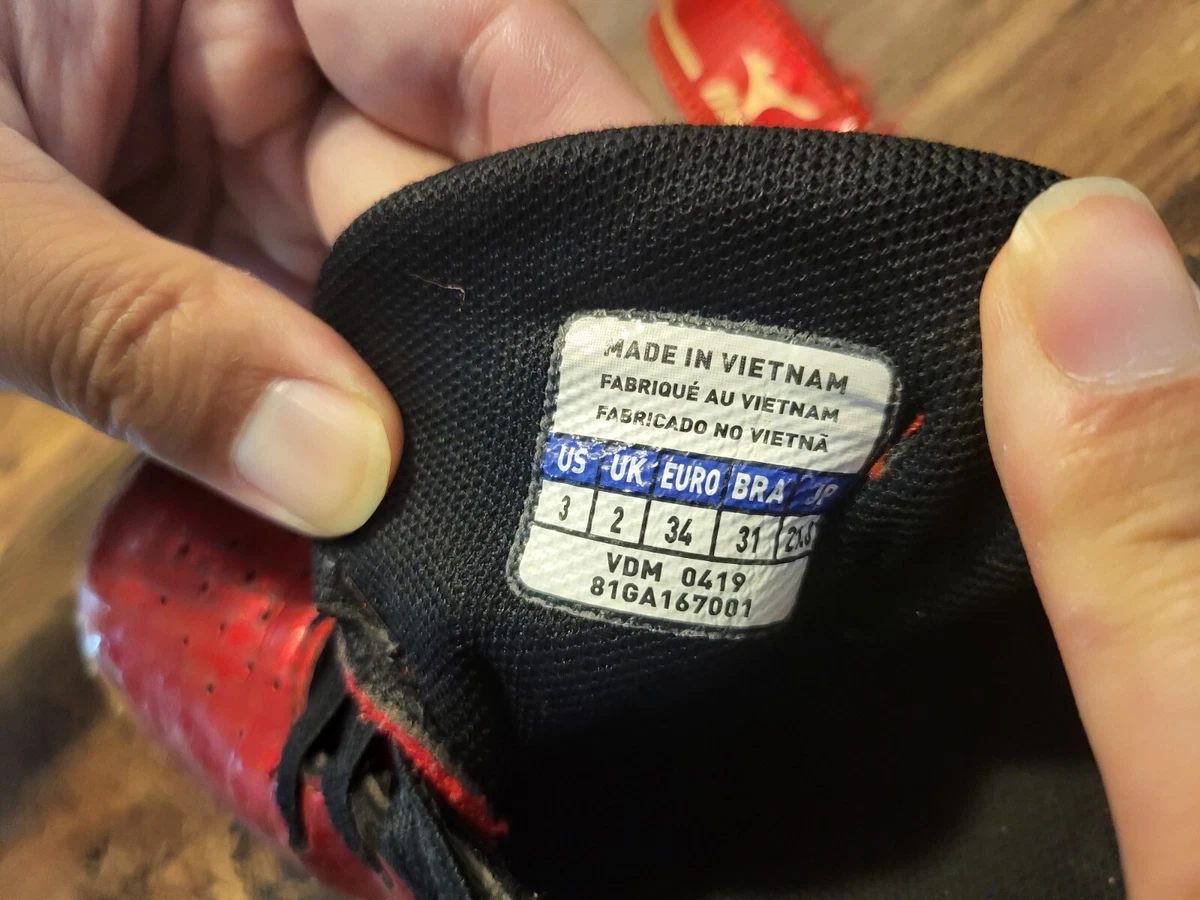 MADE IN VIETNAM
FABRIQUÉ AU VIETNAM
FABRICADO NO VIETNÃ
US UK EURO BRA JP
3 2 34 31
VDM 0419
81GA167001